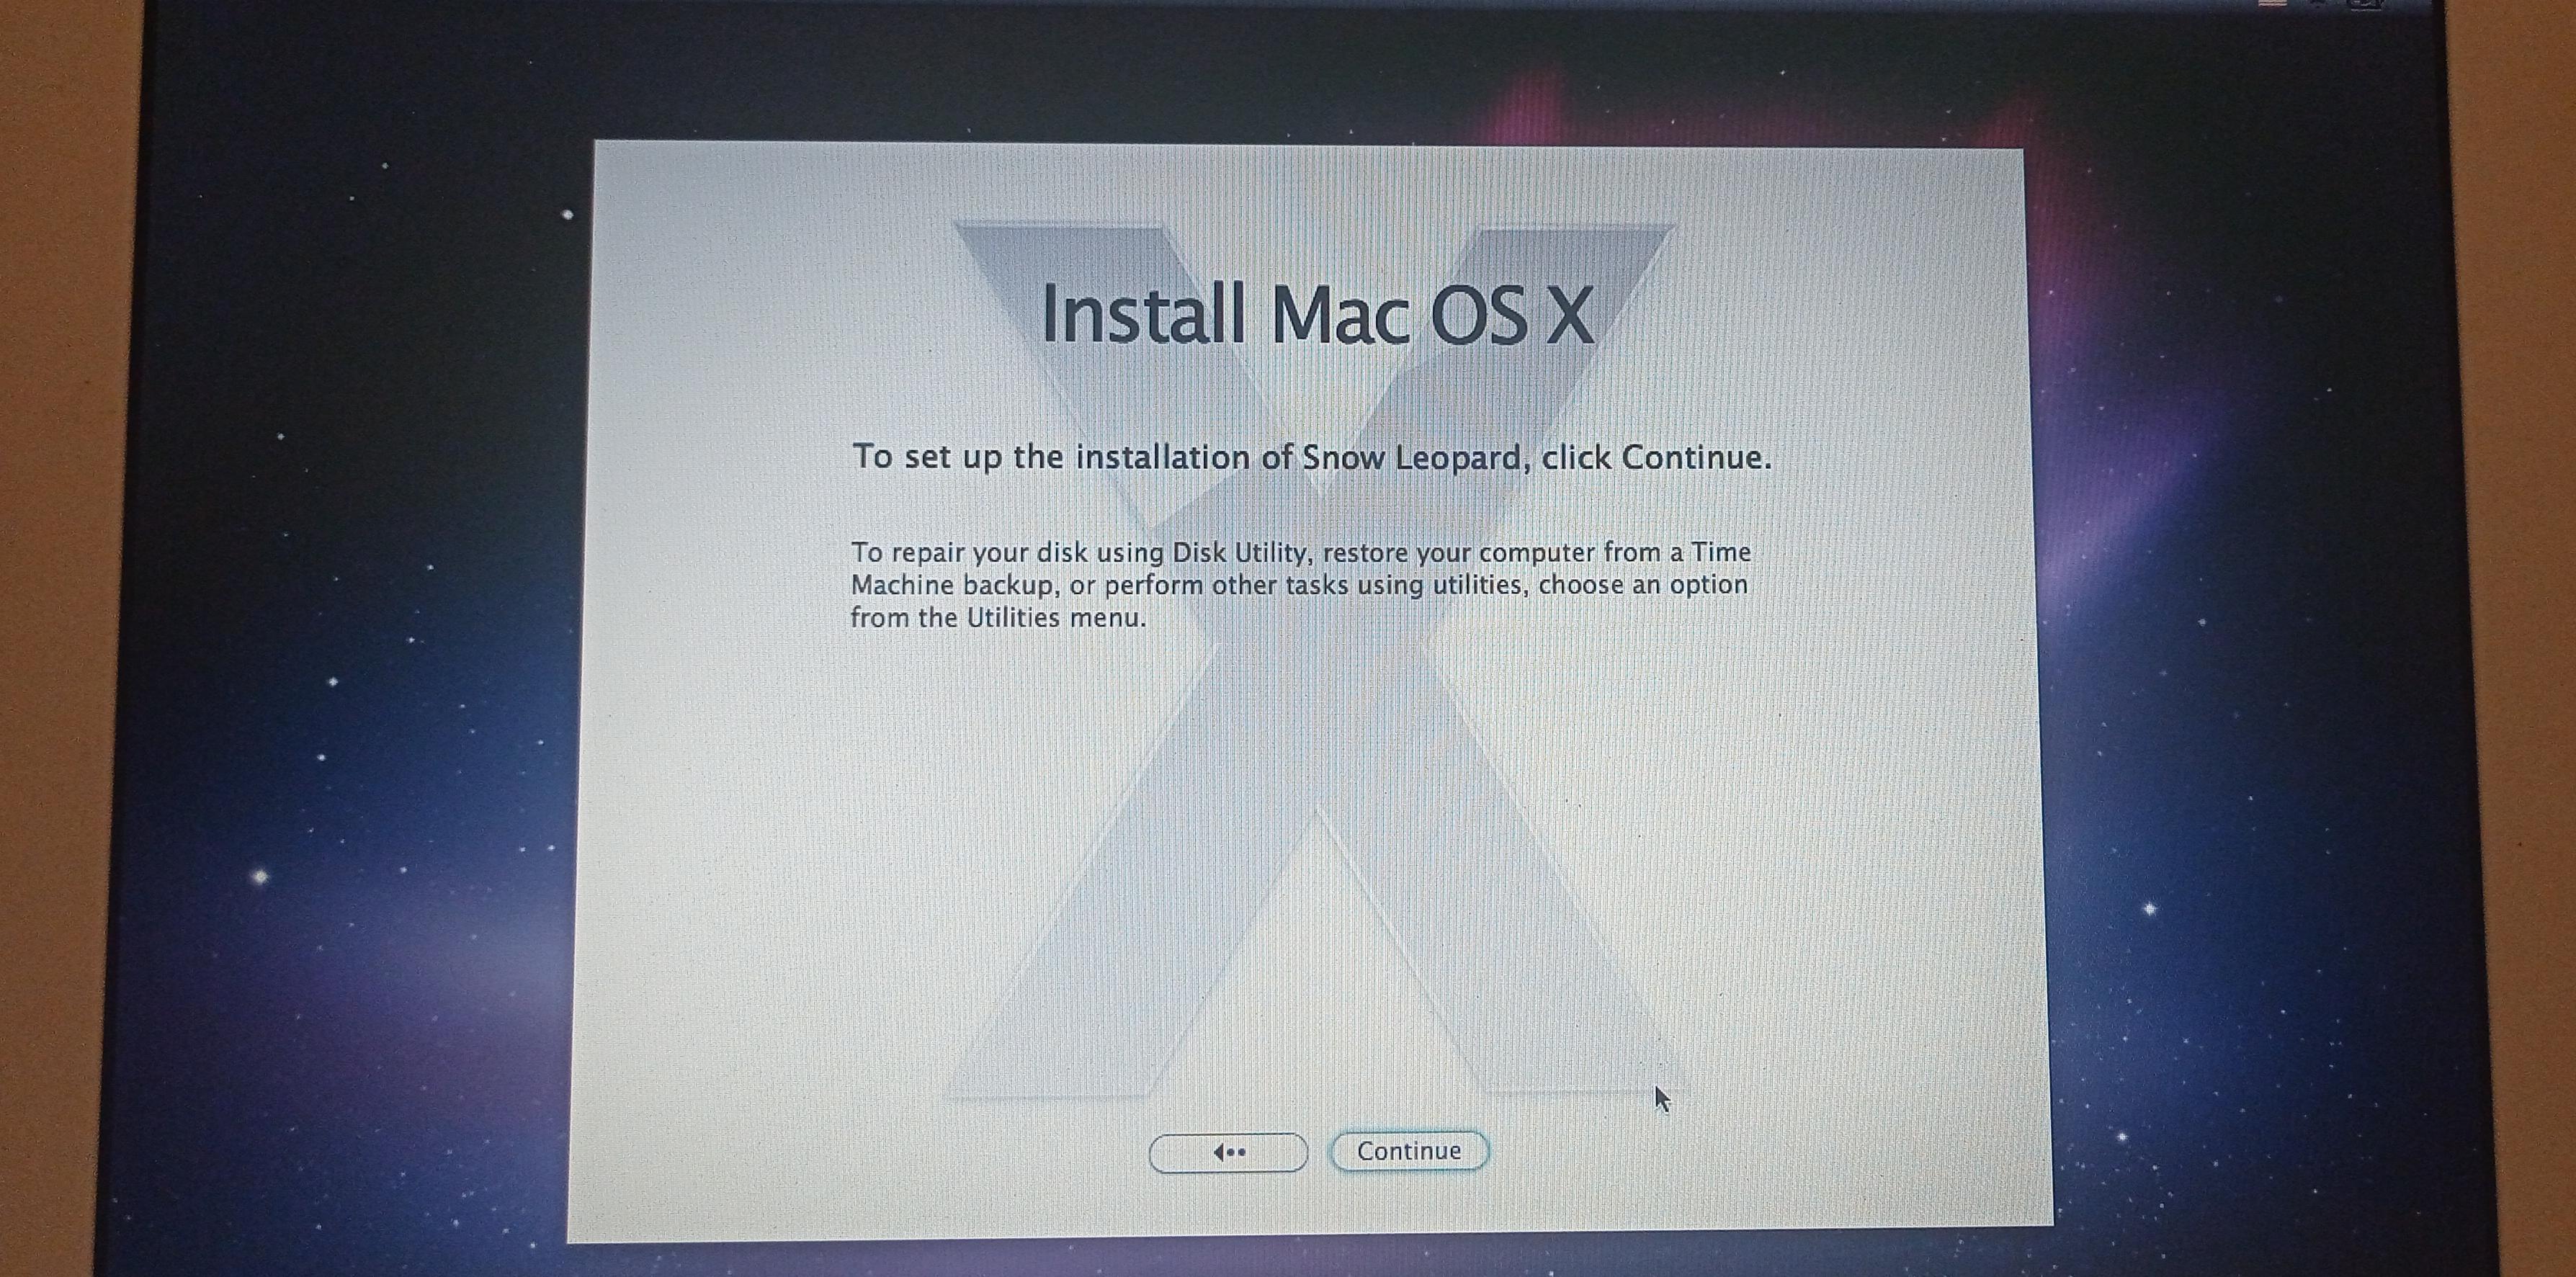 Install Mac OS X
To set up the installation of Snow Leopard, click Continue.
To repair your disk using Disk Utility, restore your computer from a Time
Machine backup, or perform other tasks using utilities, choose an option
from the Utilities menu.
Continue